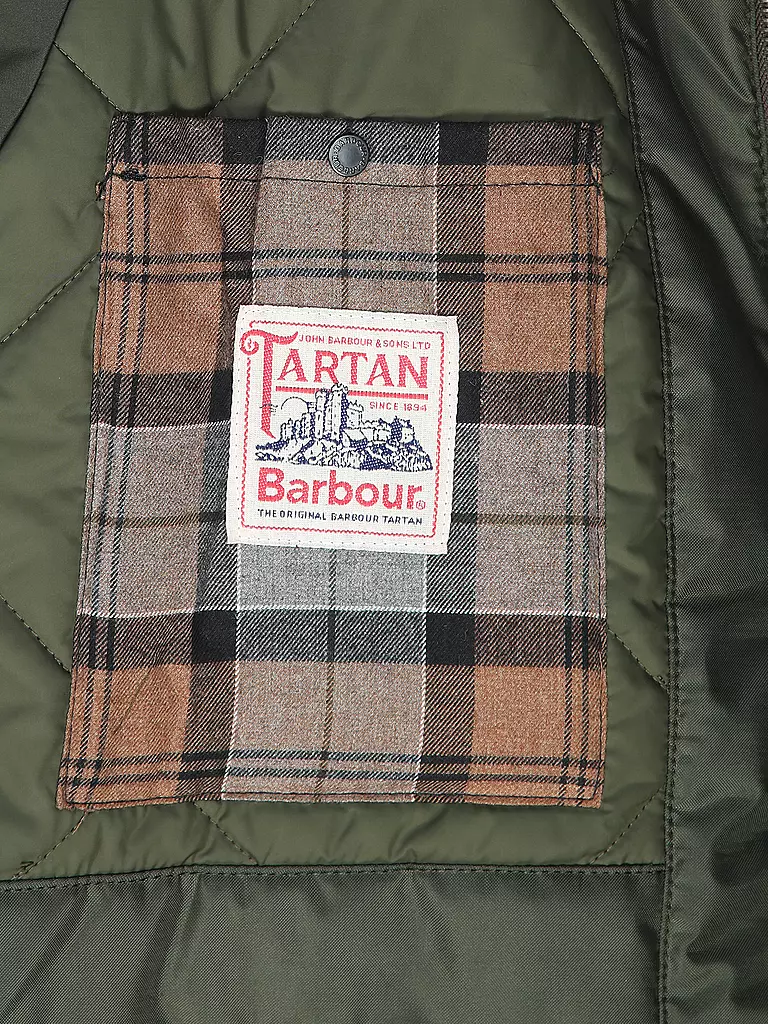 JOHN BARBOUR & SONS LTD
TARTAN
SINCE 1894
Barbour®
THE ORIGINAL BARBOUR TARTAN